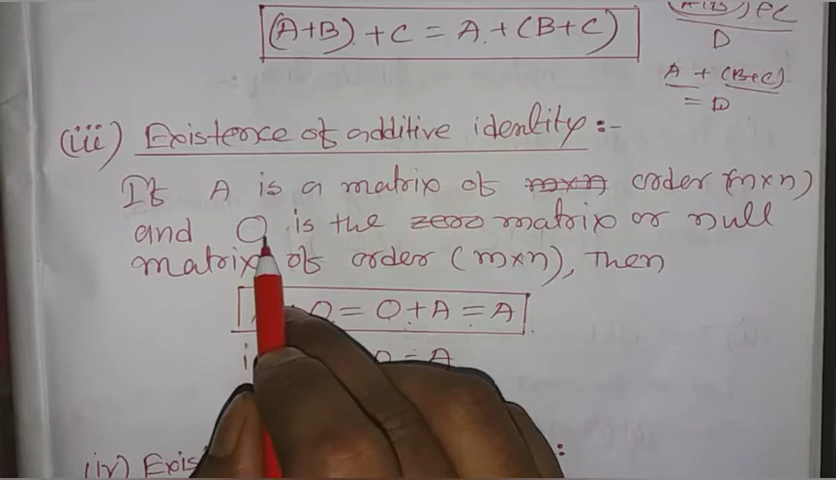 (A+B) + C = A + (B+C)
D
A + (B+C)
= D
(iii) Existence of additive identity :-
If A is a matrix of m×n order (m×n)
and O is the zero matrix or null
matrix of order (m×n), Then
O = O + A = A
= A
(iv) Exis